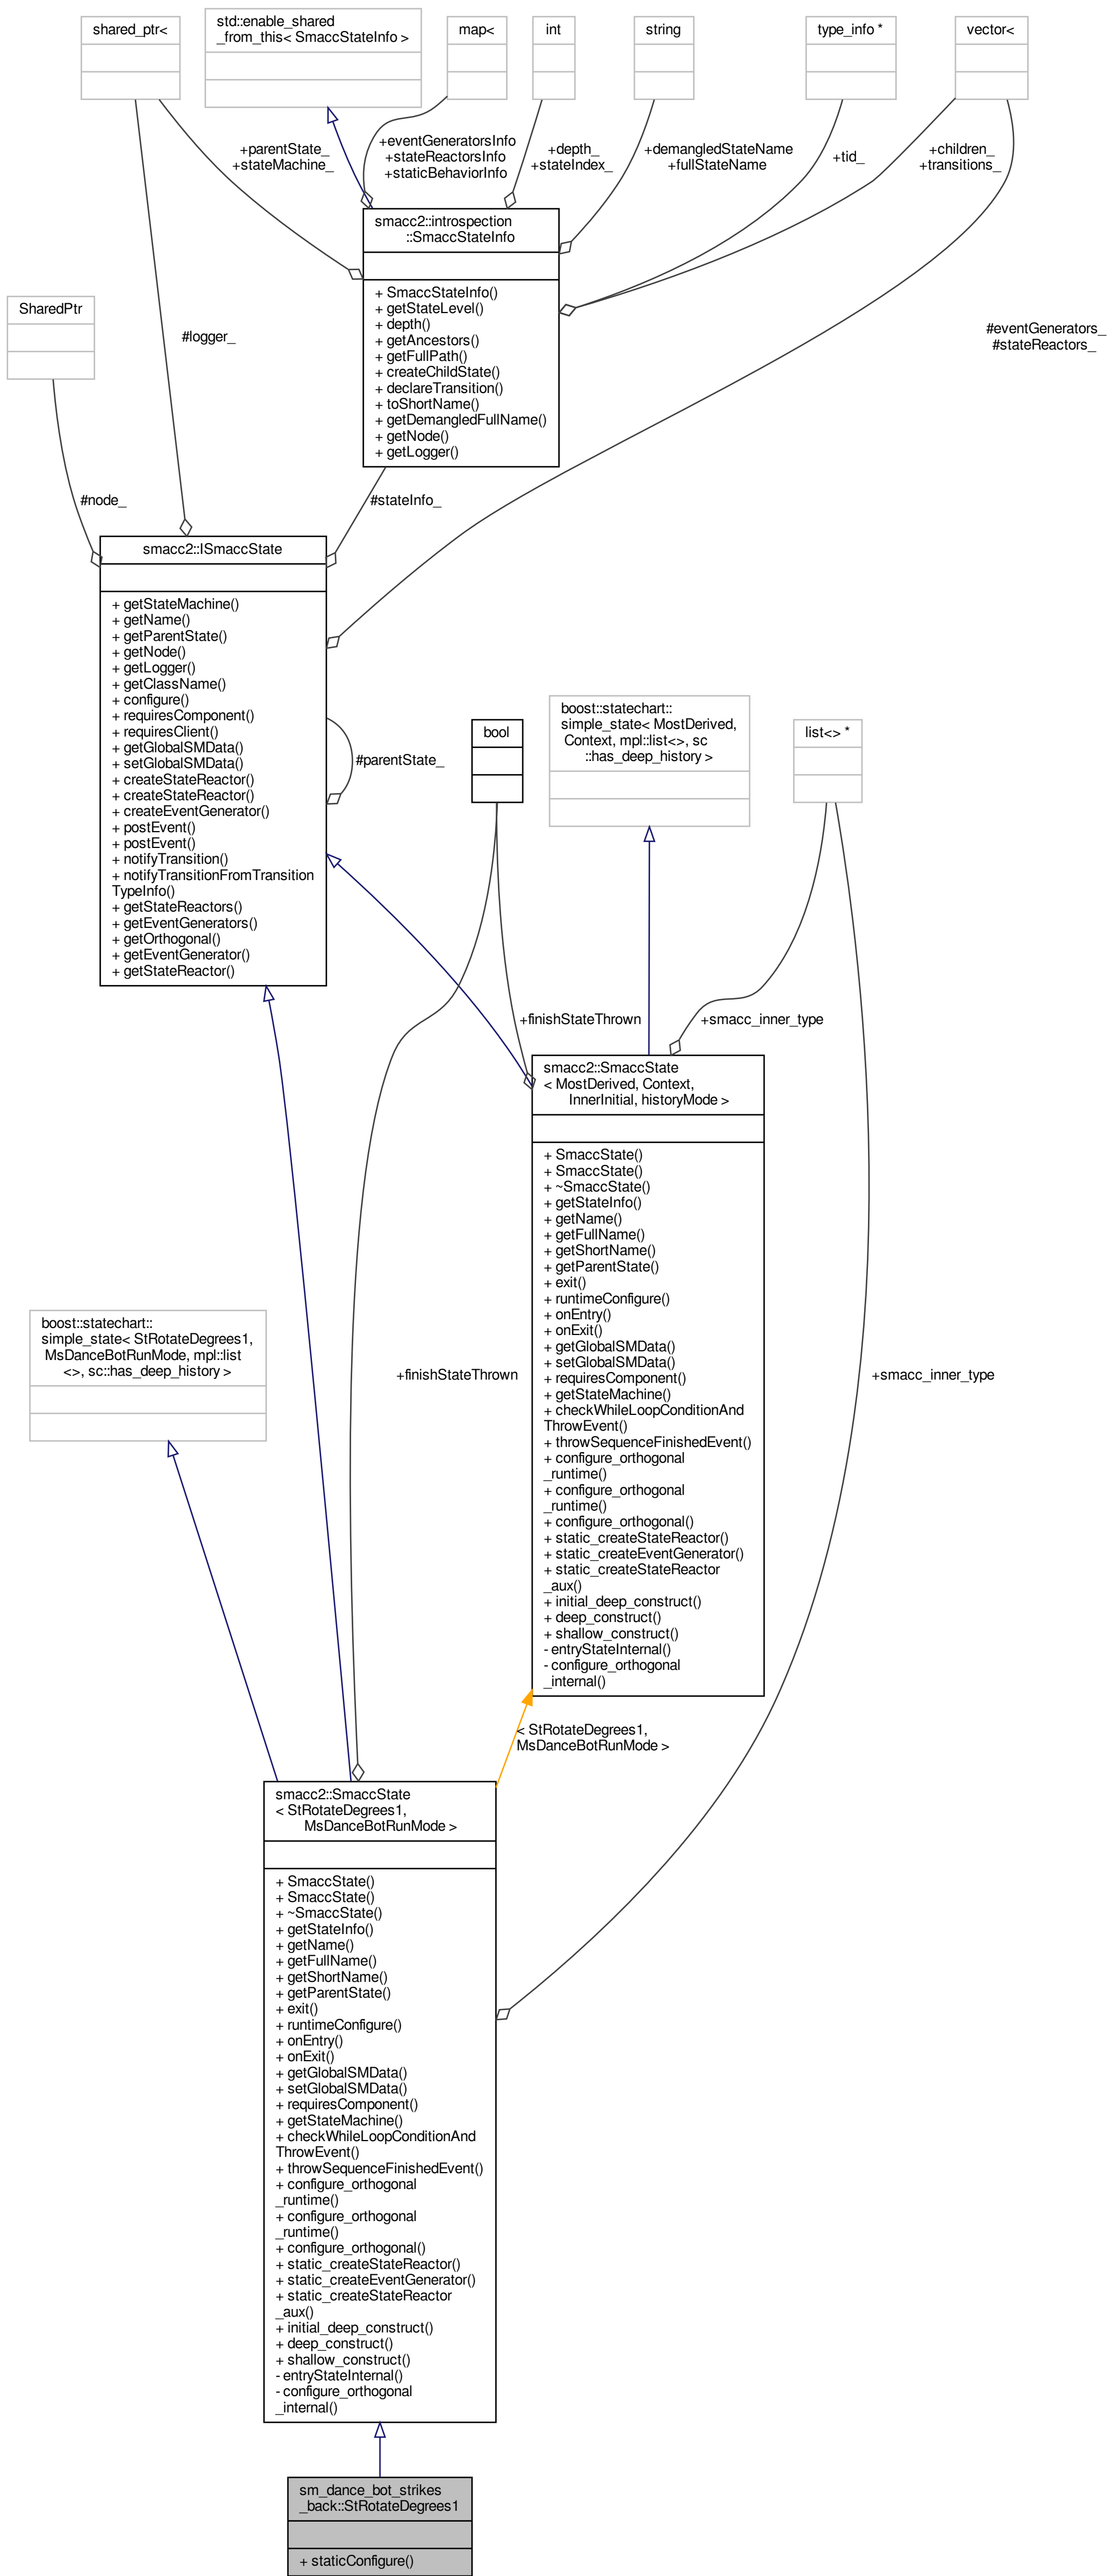 shared_ptr<
std::enable_shared
_from_this< SmaccStateInfo >
map<
int
string
type_info *
vector<
+parentState_
+stateMachine_
+eventGeneratorsInfo
+stateReactorsInfo
+staticBehaviorInfo
+depth_
+stateIndex_
+demangledStateName
+fullStateName
+tid_
+children_
+transitions_
smacc2::introspection
::SmaccStateInfo
+ SmaccStateInfo()
+ getStateLevel()
+ depth()
+ getAncestors()
+ getFullPath()
+ createChildState()
+ declareTransition()
+ toShortName()
+ getDemangledFullName()
+ getNode()
+ getLogger()
SharedPtr
#logger_
#eventGenerators_
#stateReactors_
#node_
#stateInfo_
smacc2::ISmaccState
+ getStateMachine()
+ getName()
+ getParentState()
+ getNode()
+ getLogger()
+ getClassName()
+ configure()
+ requiresComponent()
+ requiresClient()
+ getGlobalSMData()
+ setGlobalSMData()
+ createStateReactor()
+ createStateReactor()
+ createEventGenerator()
+ postEvent()
+ postEvent()
+ notifyTransition()
+ notifyTransitionFromTransition
TypeInfo()
+ getStateReactors()
+ getEventGenerators()
+ getOrthogonal()
+ getEventGenerator()
+ getStateReactor()
#parentState_
bool
boost::statechart::
simple_state< MostDerived,
Context, mpl::list<>, sc
::has_deep_history >
list<> *
+finishStateThrown
+smacc_inner_type
smacc2::SmaccState
< MostDerived, Context,
InnerInitial, historyMode >
+ SmaccState()
+ SmaccState()
+ ~SmaccState()
+ getStateInfo()
+ getName()
+ getFullName()
+ getShortName()
+ getParentState()
+ exit()
+ runtimeConfigure()
+ onEntry()
+ onExit()
+ getGlobalSMData()
+ setGlobalSMData()
+ requiresComponent()
+ getStateMachine()
+ checkWhileLoopConditionAnd
ThrowEvent()
+ throwSequenceFinishedEvent()
+ configure_orthogonal
_runtime()
+ configure_orthogonal
_runtime()
+ configure_orthogonal()
+ static_createStateReactor()
+ static_createEventGenerator()
+ static_createStateReactor
_aux()
+ initial_deep_construct()
+ deep_construct()
+ shallow_construct()
- entryStateInternal()
- configure_orthogonal
_internal()
boost::statechart::
simple_state< StRotateDegrees1,
MsDanceBotRunMode, mpl::list
<>, sc::has_deep_history >
+finishStateThrown
+smacc_inner_type
< StRotateDegrees1,
MsDanceBotRunMode >
smacc2::SmaccState
< StRotateDegrees1,
MsDanceBotRunMode >
+ SmaccState()
+ SmaccState()
+ ~SmaccState()
+ getStateInfo()
+ getName()
+ getFullName()
+ getShortName()
+ getParentState()
+ exit()
+ runtimeConfigure()
+ onEntry()
+ onExit()
+ getGlobalSMData()
+ setGlobalSMData()
+ requiresComponent()
+ getStateMachine()
+ checkWhileLoopConditionAnd
ThrowEvent()
+ throwSequenceFinishedEvent()
+ configure_orthogonal
_runtime()
+ configure_orthogonal
_runtime()
+ configure_orthogonal()
+ static_createStateReactor()
+ static_createEventGenerator()
+ static_createStateReactor
_aux()
+ initial_deep_construct()
+ deep_construct()
+ shallow_construct()
- entryStateInternal()
- configure_orthogonal
_internal()
sm_dance_bot_strikes
_back::StRotateDegrees1
+ staticConfigure()